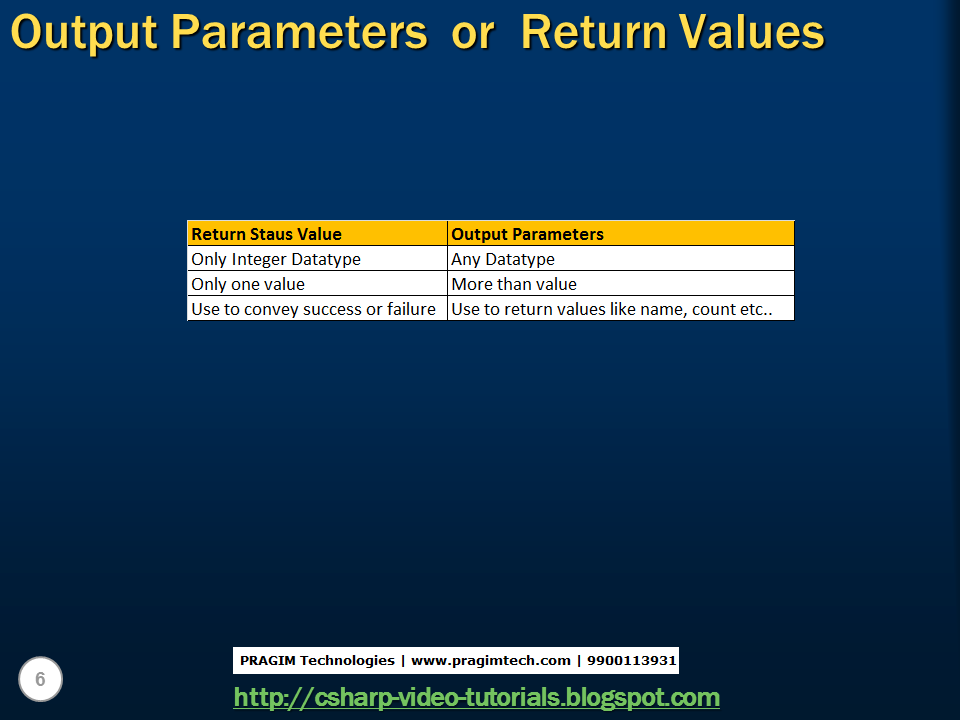 Output Parameters or Return Values
Return Staus Value Output Parameters
Only Integer Datatype Any Datatype
Only one value More than value
Use to convey success or failure Use to return values like name, count etc..
PRAGIM Technologies | www.pragimtech.com | 9900113931
6
http://csharp-video-tutorials.blogspot.com